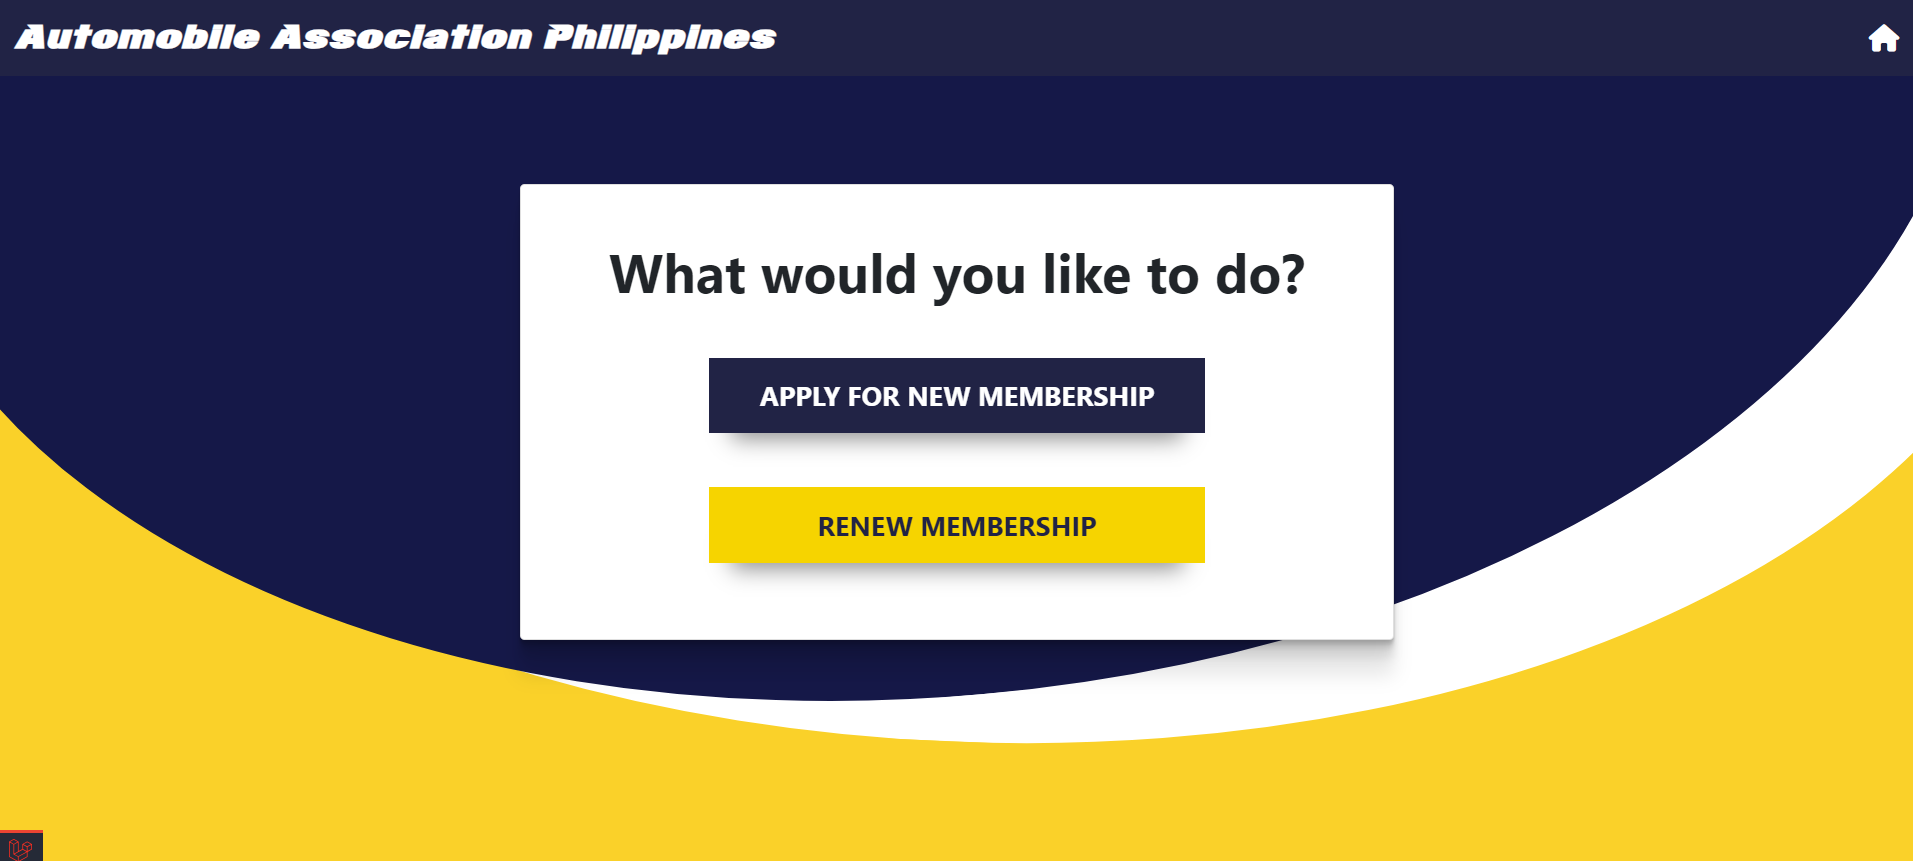 Automobile Association Philippines
What would you like to do?
APPLY FOR NEW MEMBERSHIP
RENEW MEMBERSHIP